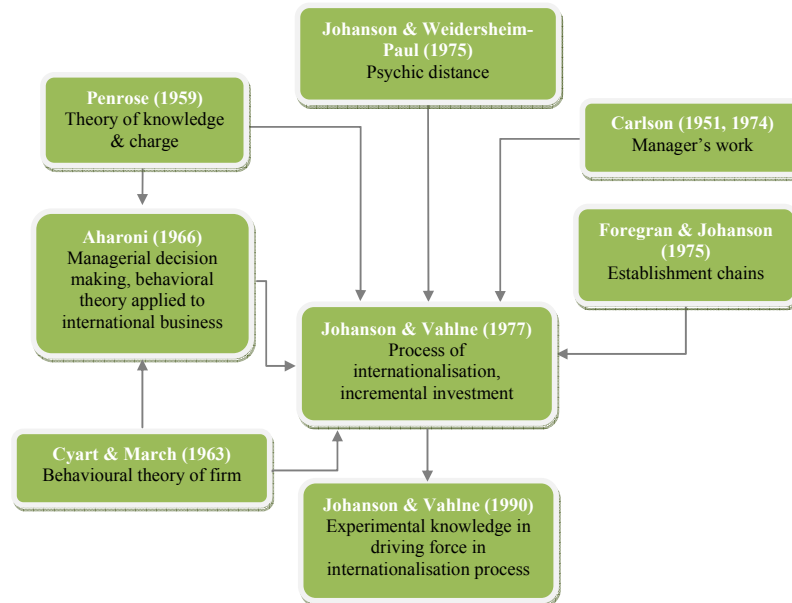 Johanson & Weidersheim-
Paul (1975)
Psychic distance
Penrose (1959)
Theory of knowledge
& charge
Carlson (1951, 1974)
Manager's work
Aharoni (1966)
Managerial decision
making, behavioral
theory applied to
international business
Foregran & Johanson
(1975)
Establishment chains
Johanson & Vahlne (1977)
Process of
internationalisation,
incremental investment
Cyart & March (1963)
Behavioural theory of firm
Johanson & Vahlne (1990)
Experimental knowledge in
driving force in
internationalisation process